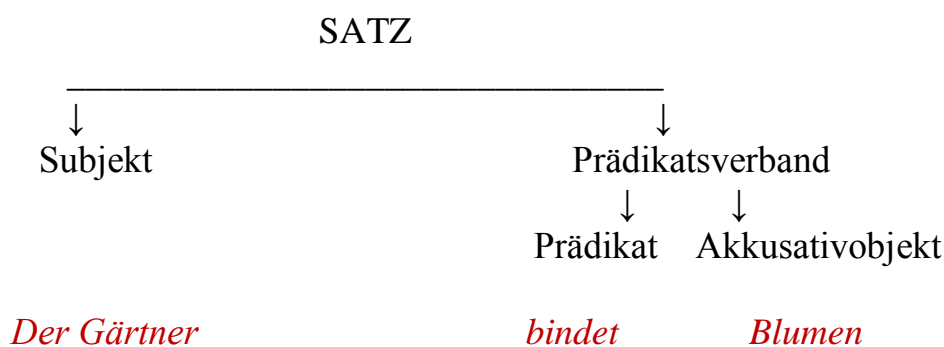 SATZ
↓ ↓
Subjekt Prädikatsverband
↓ ↓
Prädikat Akkusativobjekt
Der Gärtner bindet Blumen